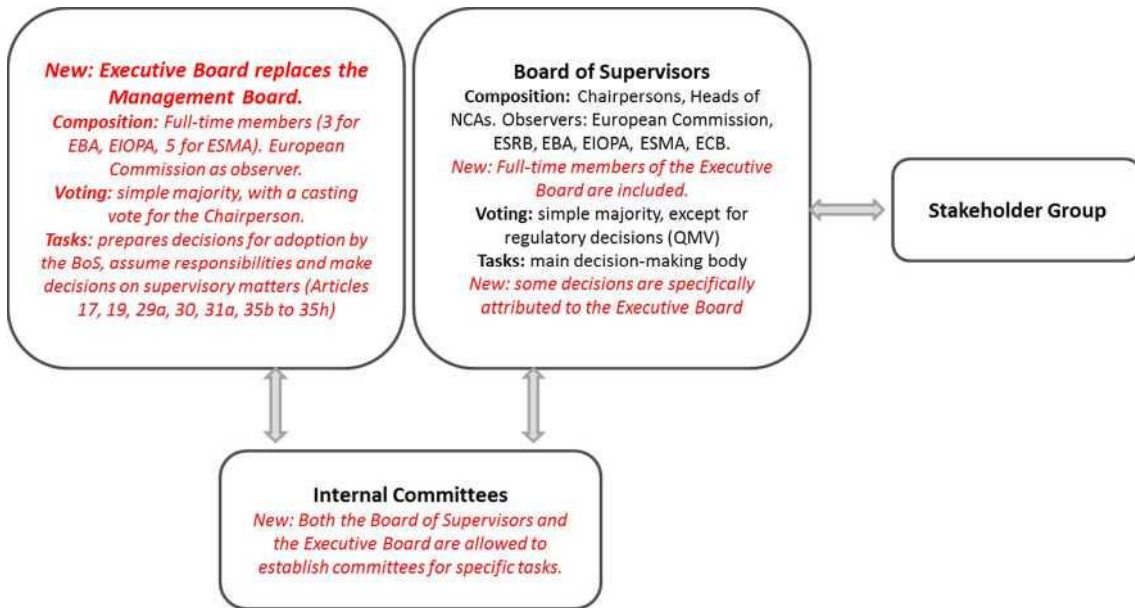 New: Executive Board replaces the
Management Board.
Composition: Full-time members (3 for
EBA, EIOPA, 5 for ESMA). European
Commission as observer.
Voting: simple majority, with a casting
vote for the Chairperson.
Tasks: prepares decisions for adoption by
the BoS, assume responsibilities and make
decisions on supervisory matters (Articles
17, 19, 29a, 30, 31a, 35b to 35h)
Board of Supervisors
Composition: Chairpersons, Heads of
NCAs. Observers: European Commission,
ESRB, EBA, EIOPA, ESMA, ECB.
New: Full-time members of the Executive
Board are included.
Voting: simple majority, except for
regulatory decisions (QMV)
Tasks: main decision-making body
New: some decisions are specifically
attributed to the Executive Board
Stakeholder Group
Internal Committees
New: Both the Board of Supervisors and
the Executive Board are allowed to
establish committees for specific tasks.